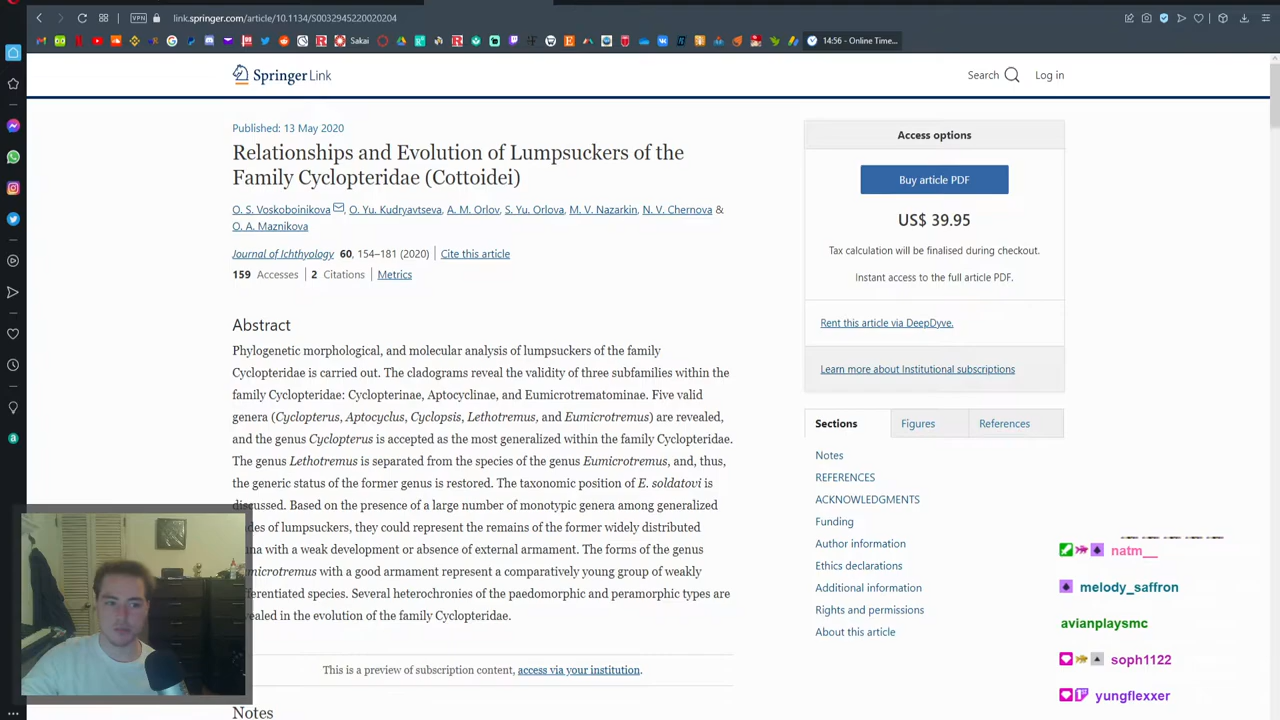 VPN
link.springer.com/article/10.1134/S0032945220020204
Sakai
14:56 - Online Time...
Springer Link
Search
Log in
Published: 13 May 2020
Relationships and Evolution of Lumpsuckers of the
Family Cyclopteridae (Cottoidei)
O. S. Voskoboinikova, O. Yu. Kudryavtseva, A. M. Orlov, S. Yu. Orlova, M. V. Nazarkin, N. V. Chernova &
O. A. Maznikova
Journal of Ichthyology 60, 154–181 (2020) Cite this article
159 Accesses 2 Citations Metrics
Abstract
Phylogenetic morphological, and molecular analysis of lumpsuckers of the family
Cyclopteridae is carried out. The cladograms reveal the validity of three subfamilies within the
family Cyclopteridae: Cyclopterinae, Aptocyclinae, and Eumicrotrematominae. Five valid
genera (Cyclopterus, Aptocyclus, Cyclopsis, Lethotremus, and Eumicrotremus) are revealed,
and the genus Cyclopterus is accepted as the most generalized within the family Cyclopteridae.
The genus Lethotremus is separated from the species of the genus Eumicrotremus, and, thus,
the generic status of the former genus is restored. The taxonomic position of E. soldatovi is
discussed. Based on the presence of a large number of monotypic genera among generalized
of lumpsuckers, they could represent the remains of the former widely distributed
with a weak development or absence of external armament. The forms of the genus
with a good armament represent a comparatively young group of weakly
species. Several heterochronies of the paedomorphic and peramorphic types are
in the evolution of the family Cyclopteridae.
This is a preview of subscription content, access via your institution.
Notes
Access options
Buy article PDF
US$ 39.95
Tax calculation will be finalised during checkout.
Instant access to the full article PDF.
Rent this article via DeepDyve.
Learn more about Institutional subscriptions
Sections Figures References
Notes
REFERENCES
ACKNOWLEDGMENTS
Funding
Author information
Ethics declarations
Additional information
Rights and permissions
About this article
natm__
melody_saffron
avianplaysmc
soph1122
yungflexxer